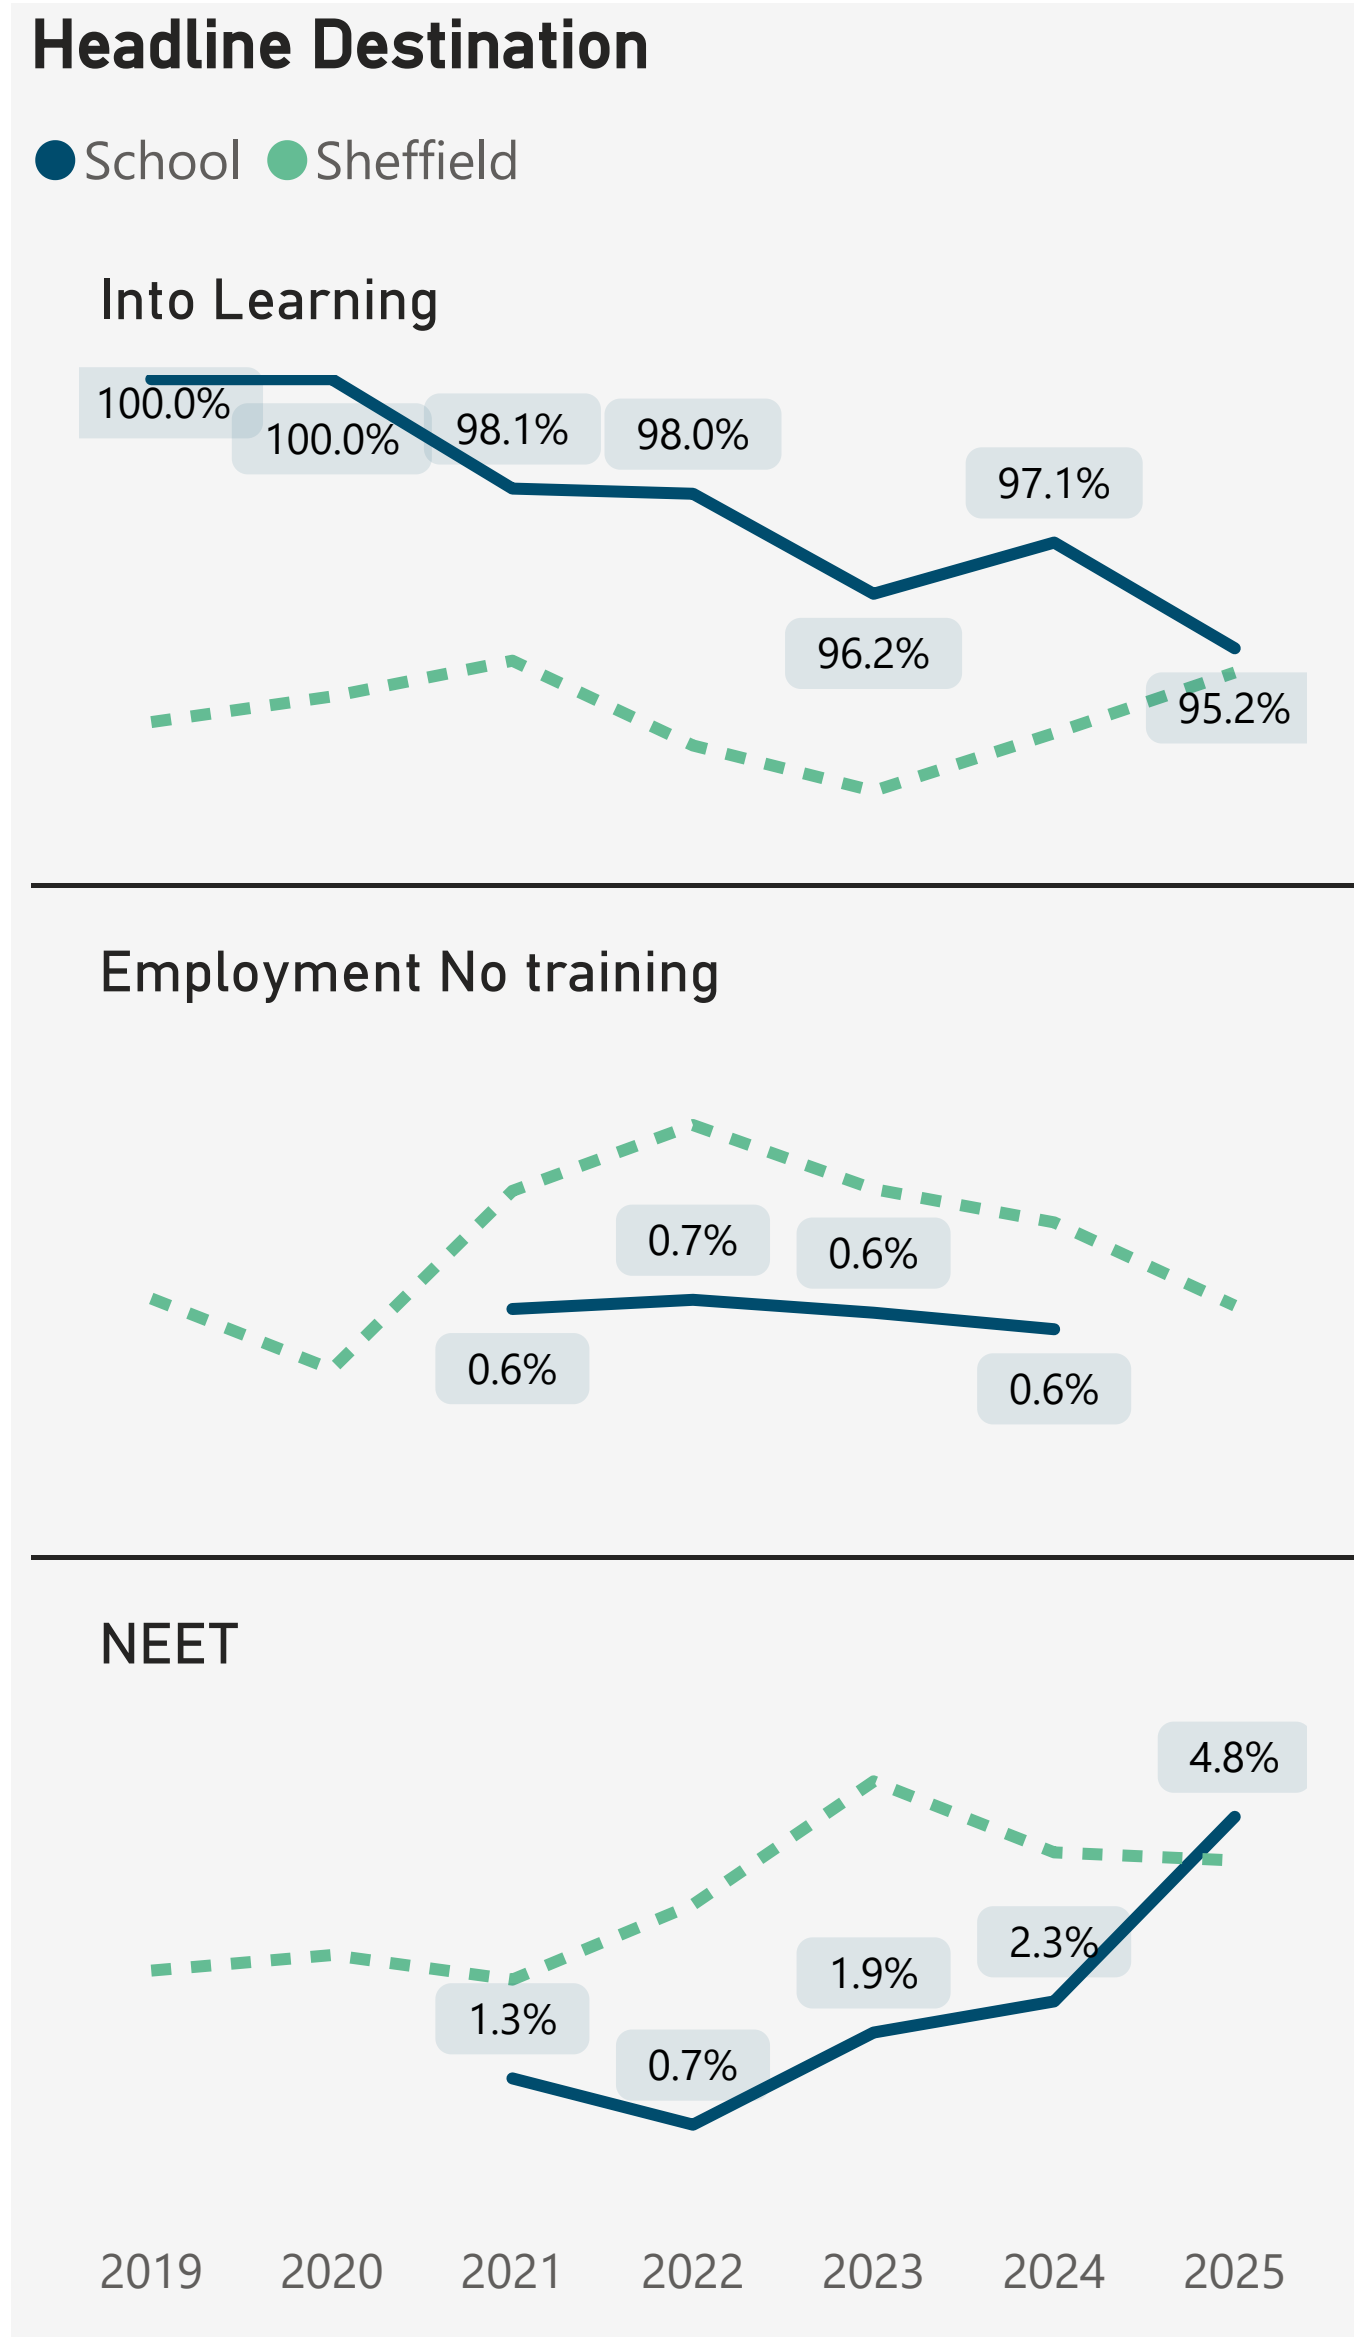 Headline Destination
School Sheffield
Into Learning
100.0%
100.0%
98.1%
98.0%
96.2%
97.1%
95.2%
Employment No training
0.6%
0.7%
0.6%
0.6%
NEET
1.3%
0.7%
1.9%
2.3%
4.8%
2019 2020 2021 2022 2023 2024 2025